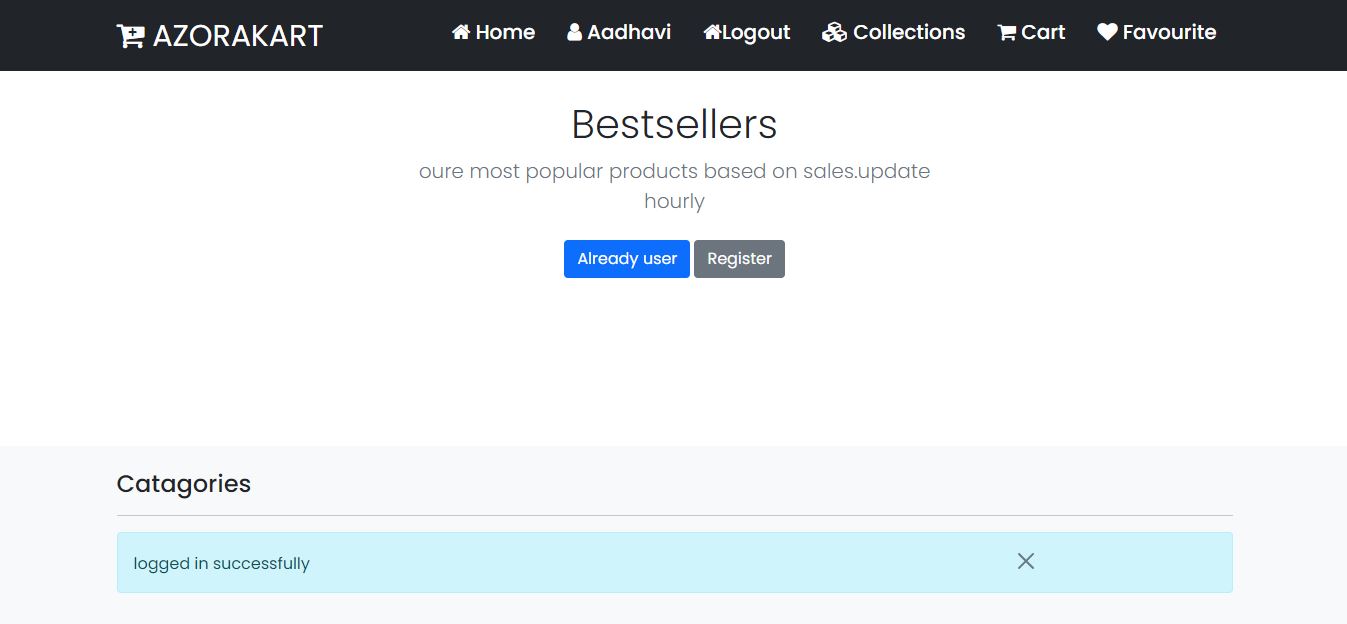 AZORAKART
Home
Aadhavi
Logout
Collections
Cart
Favourite
Bestsellers
oure most popular products based on sales.update
hourly
Already user
Register
Catagories
logged in successfully